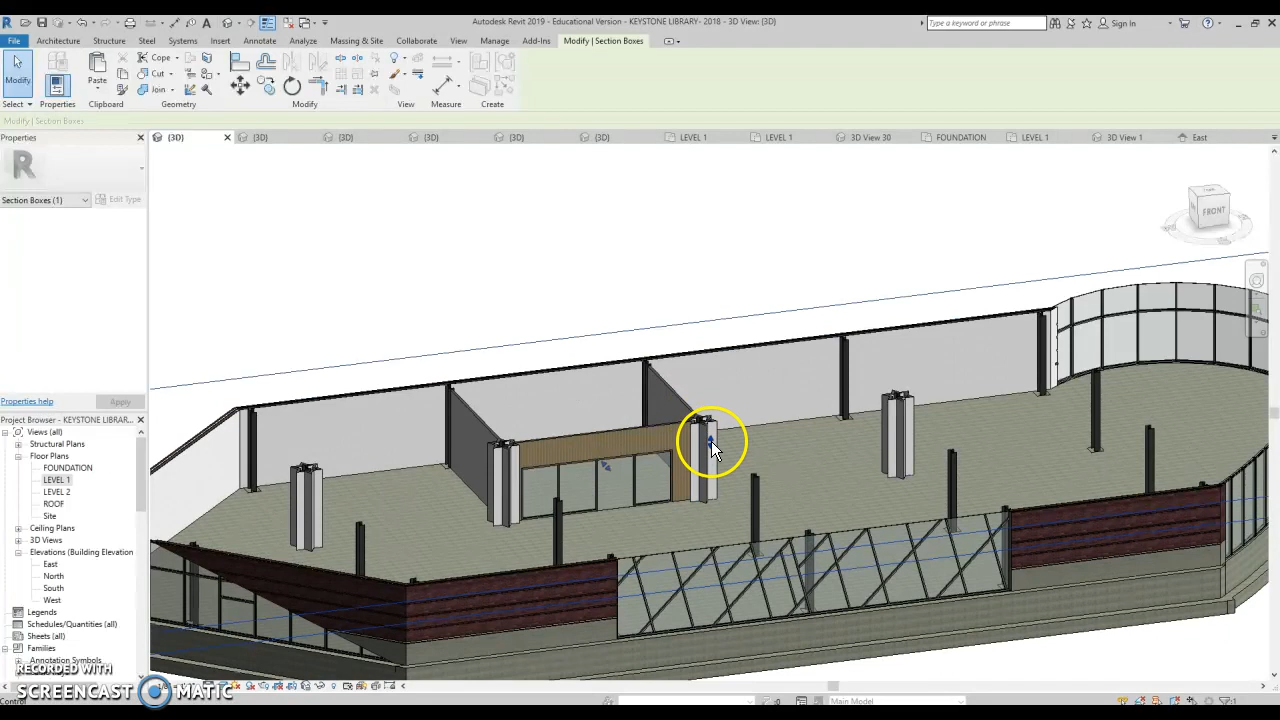 Autodesk Revit 2019 - Educational Version - KEYSTONE LIBRARY- 2018 - 3D View: {3D}
Type a keyword or phrase
Sign In
File Architecture Structure Steel Systems Insert Annotate Analyze Massing & Site Collaborate View Manage Add-Ins Modify | Section Boxes
Modify
Properties
Paste
Cope
Cut
Join
Select Properties Clipboard Geometry Modify View Measure Create
Modify | Section Boxes
Properties
{3D} {3D} {3D} {3D} {3D} {3D} LEVEL 1 LEVEL 1 3D View 30 FOUNDATION LEVEL 1 3D View 1 East
R
Section Boxes (1) Edit Type
FRONT
Properties help Apply
Project Browser - KEYSTONE LIBRARY-
Views (all)
Structural Plans
FOUNDATION
Floor Plans
LEVEL 1
LEVEL 2
ROOF
Site
Ceiling Plans
3D Views
Elevations (Building Elevation
East
North
South
West
Legends
Schedules/Quantities (all)
Sheets (all)
Families
Annotation Symbols
RECORDED WITH
SCREENCAST MATIC
Control
:0
Main Model
:1